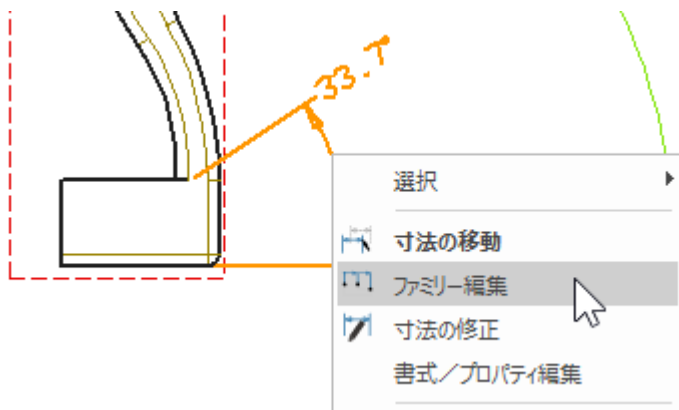 33.7
選択
寸法の移動
ファミリー編集
寸法の修正
書式／プロパティ編集